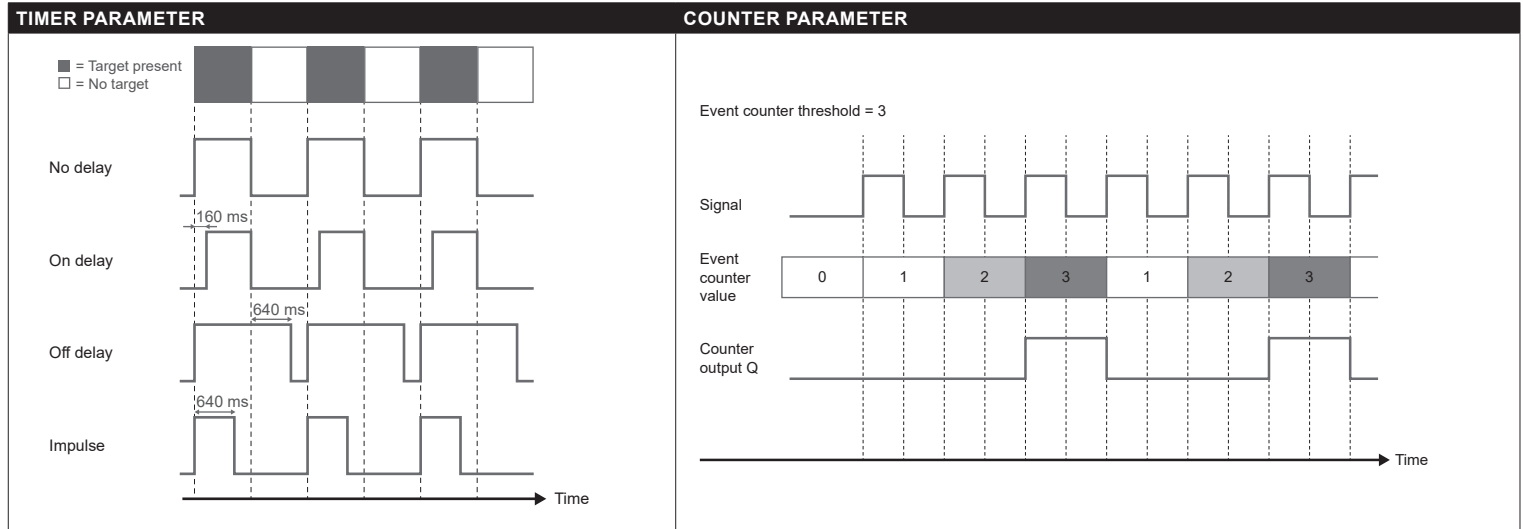 TIMER PARAMETER
= Target present
= No target
No delay
160 ms
On delay
640 ms
Off delay
640 ms
Impulse
Time
COUNTER PARAMETER
Event counter threshold = 3
Signal
Event
counter
value
0 1 2 3 1 2 3
Counter
output Q
Time